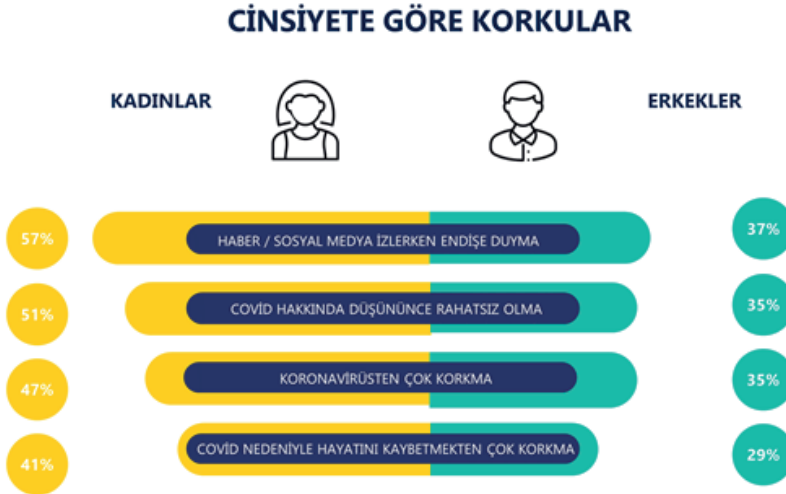 CİNSİYETE GÖRE KORKULAR
KADINLAR
ERKEKLER
57%
HABER / SOSYAL MEDYA İZLERKEN ENDİŞE DUYMA
37%
51%
COVİD HAKKINDA DÜŞÜNÜNCE RAHATSIZ OLMA
35%
47%
KORONAVİRÜSTEN ÇOK KORKMA
35%
41%
COVİD NEDENİYLE HAYATINI KAYBETMEKTEN ÇOK KORKMA
29%